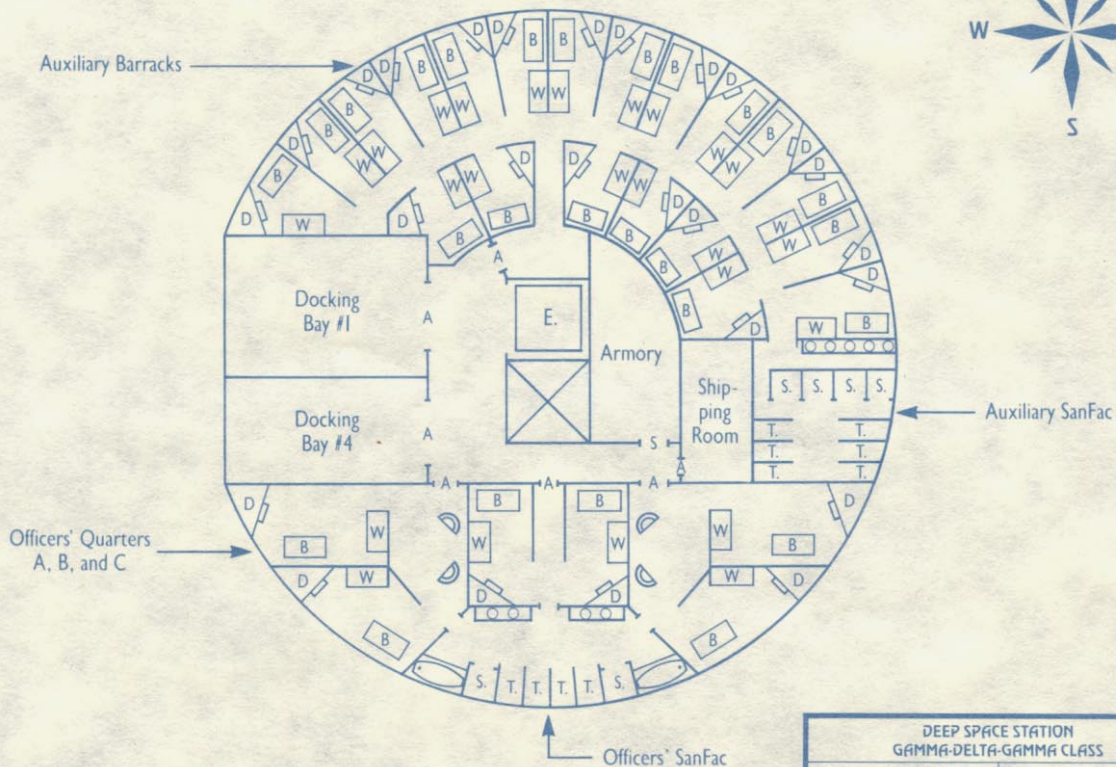 W
S
Auxiliary Barracks
D
D
B
B
D
D
B
B
B
B
D
D
D
D
W
W
W
W
W
W
B
B
B
B
D
D
W
W
W
W
D
D
B
W
W
D
D
W
W
D
D
B
B
D
W
D
B
B
B
B
D
D
W
W
W
W
B
B
D
D
B
B
D
W
B
A
Docking
Bay #1
A
E.
Armory
Ship-
ping
Room
Docking
Bay #4
A
S
A
S.
S.
S.
S.
T.
T.
T.
T.
T.
T.
Auxiliary SanFac
A
A
A
D
B
B
D
Officers' Quarters
A, B, and C
B
W
W
W
W
B
D
W
D
D
W
D
B
B
S.
T.
T.
T.
T.
S.
Officers' SanFac
DEEP SPACE STATION
GAMMA-DELTA-GAMMA CLASS